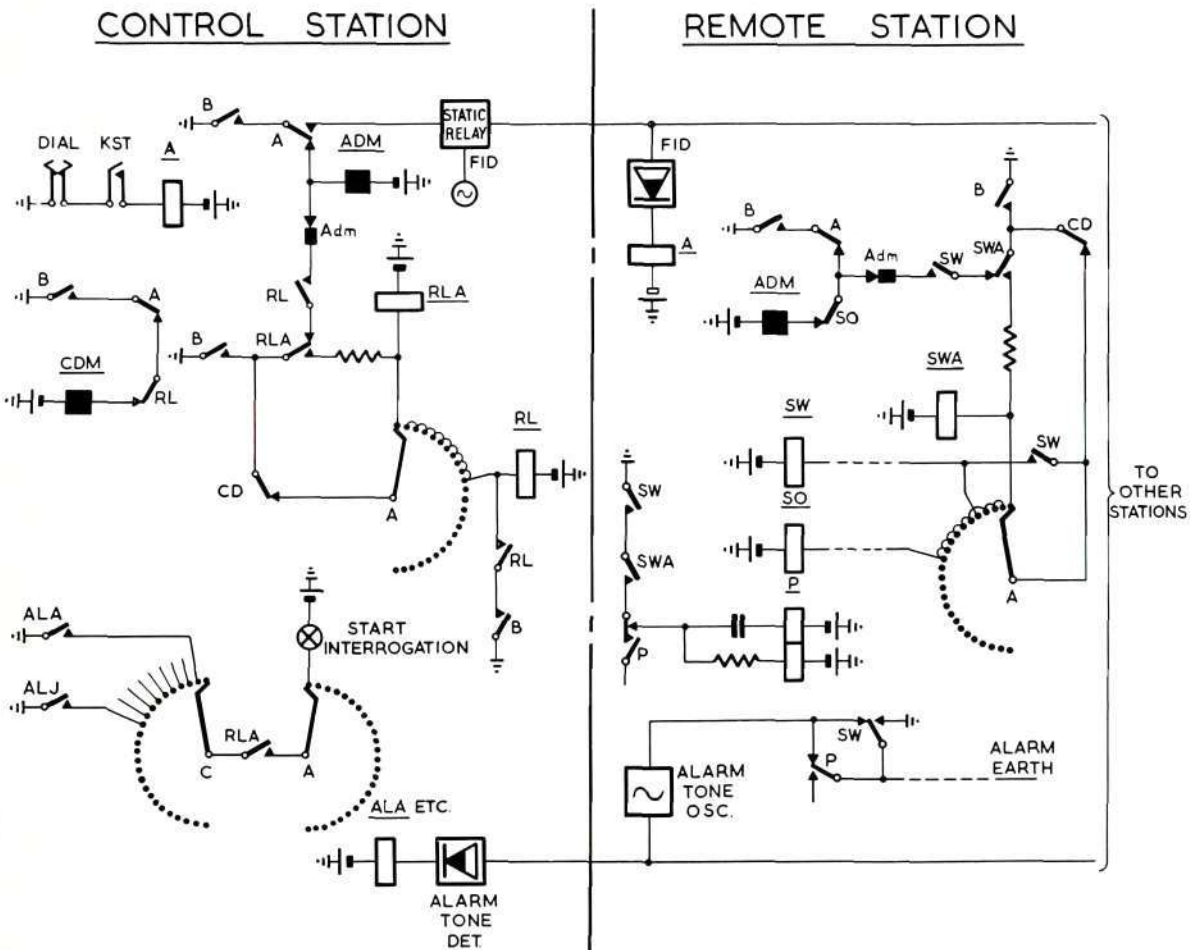 CONTROL STATION
REMOTE STATION
B
A
STATIC
RELAY
FID
DIAL
KST
A
ADM
Adm
RL
RLA
B
A
CDM
RL
B
RLA
CD
A
RL
RL
B
ALA
ALJ
START
INTERROGATION
RLA
C
A
ALA ETC.
ALARM
TONE
DET.
FID
A
B
A
Adm
SW
SWA
B
CD
ADM
SO
SWA
SW
SW
SO
SW
SWA
P
P
A
TO
OTHER
STATIONS
ALARM
TONE
OSC.
SW
P
ALARM
EARTH